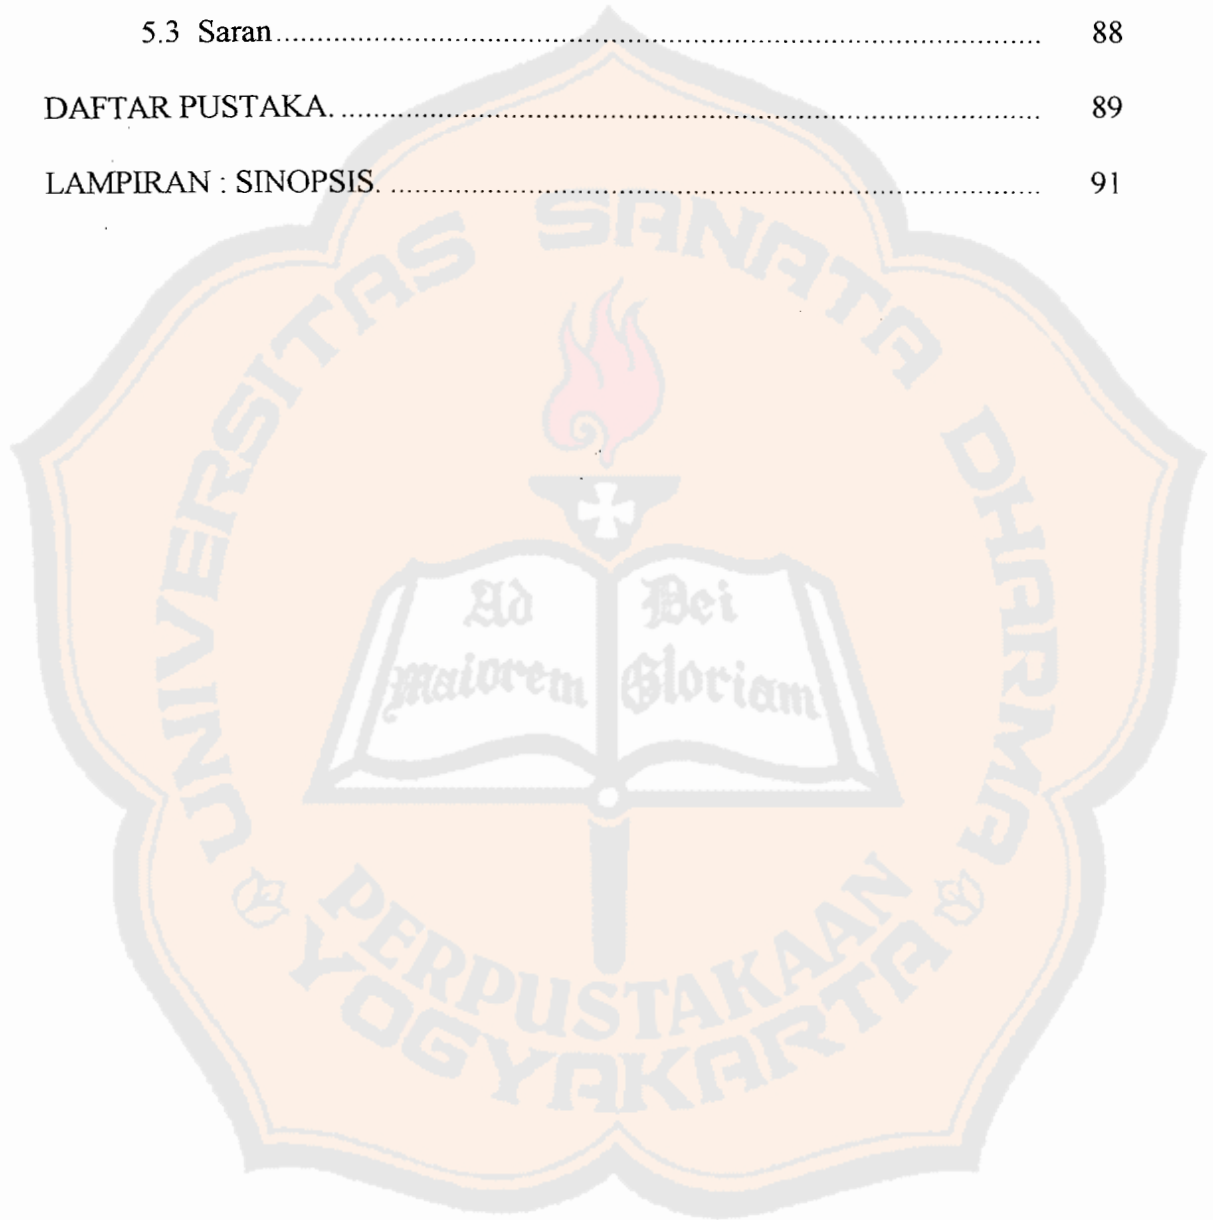 5.3 Saran........................ 88
DAFTAR PUSTAKA. ........................ 89
LAMPIRAN : SINOPSIS. ........................ 91
UNIVERSITAS SANATA DHARMA
Ad Dei
Maiorem Gloriam
PERPUSTAKAAN
YOGYAKARTA